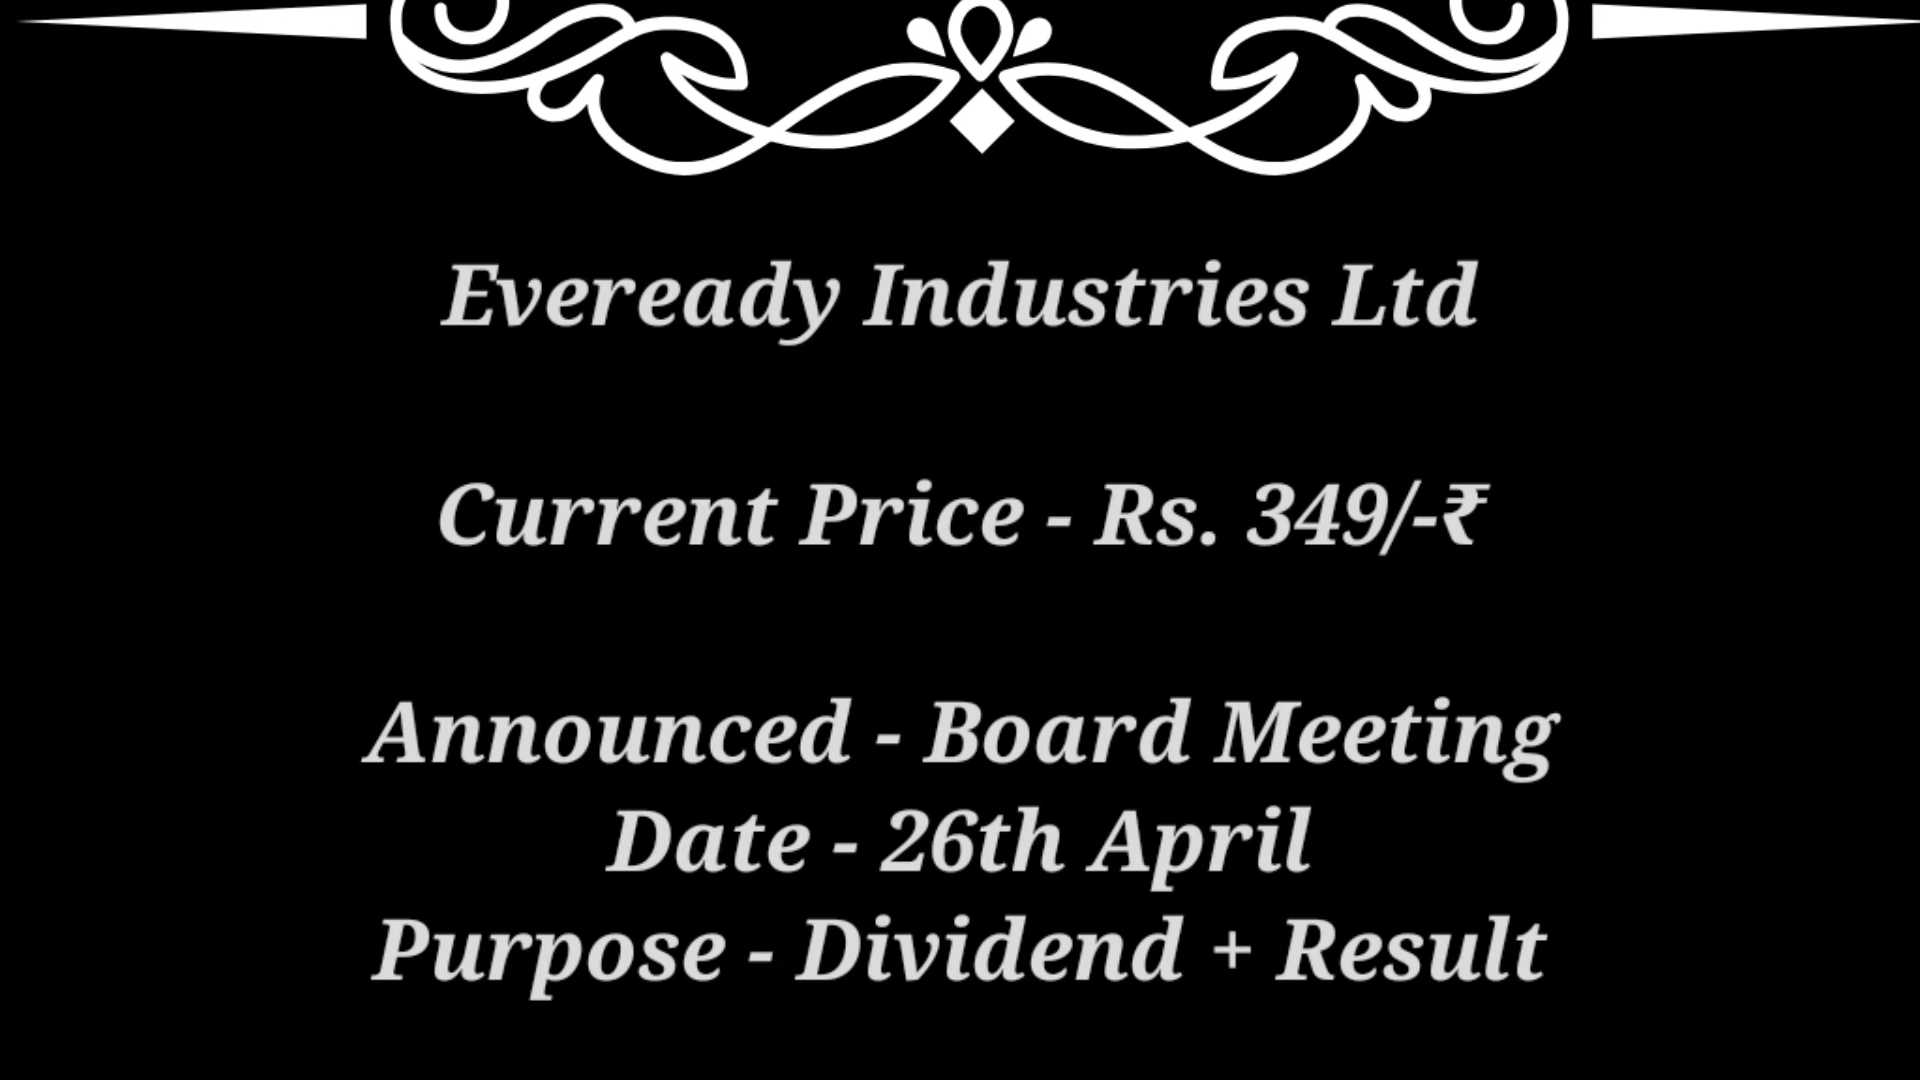 Eveready Industries Ltd
Current Price - Rs. 349/-₹
Announced - Board Meeting
Date - 26th April
Purpose - Dividend + Result